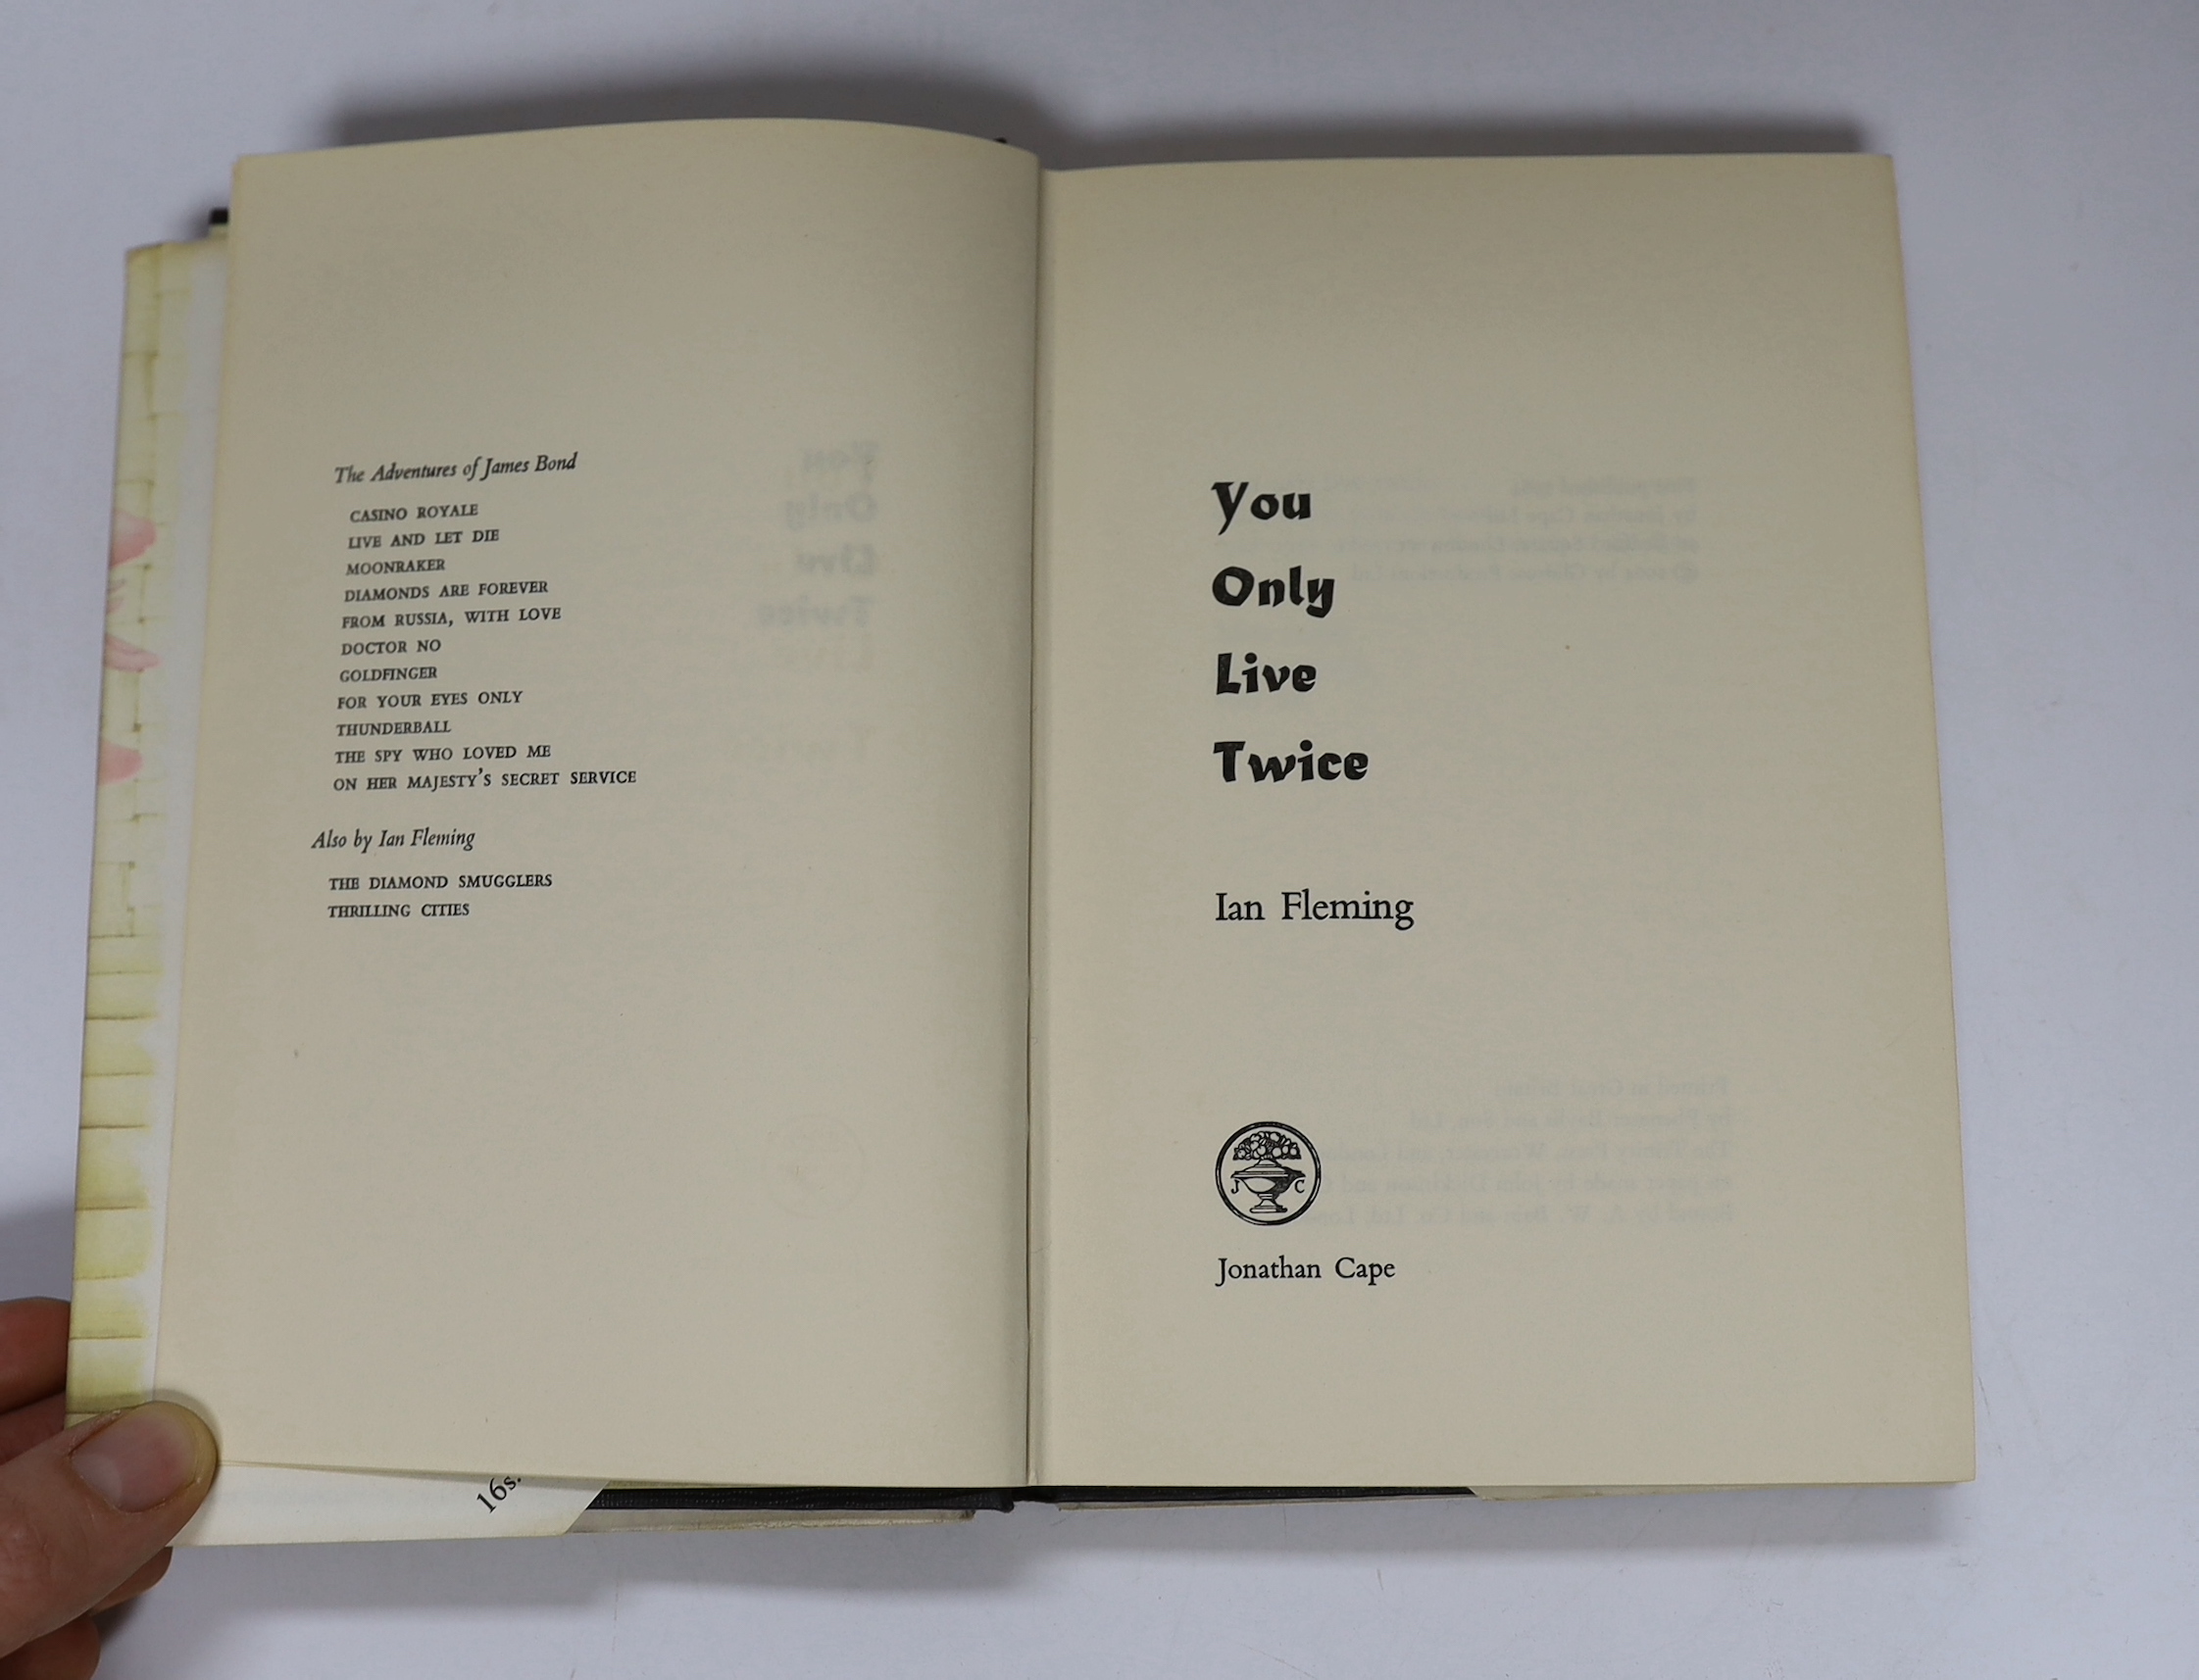 The Adventures of James Bond
CASINO ROYALE
LIVE AND LET DIE
MOONRAKER
DIAMONDS ARE FOREVER
FROM RUSSIA, WITH LOVE
DOCTOR NO
GOLDFINGER
FOR YOUR EYES ONLY
THUNDERBALL
THE SPY WHO LOVED ME
ON HER MAJESTY'S SECRET SERVICE
Also by Ian Fleming
THE DIAMOND SMUGGLERS
THRILLING CITIES
16s.
You
Only
Live
Twice
Ian Fleming
J C
Jonathan Cape